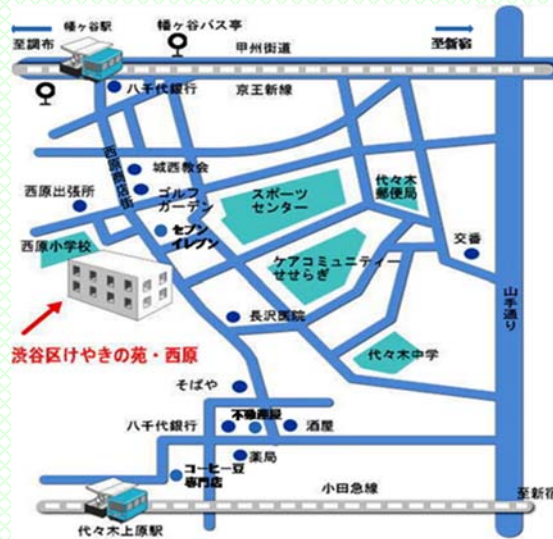 幡ヶ谷駅
幡ヶ谷バス亭
至調布
甲州街道
至新宿
八千代銀行
京王新線
西原商店街
城西教会
西原出張所
ゴルフ
ガーデン
スポーツ
センター
代々木
郵便局
セブン
イレブン
西原小学校
ケアコミュニティー
せせらぎ
交番
山手通り
長沢医院
渋谷区けやきの苑・西原
代々木中学
そばや
八千代銀行
不動産屋
酒屋
薬局
コーヒー豆
専門店
小田急線
至新宿
代々木上原駅